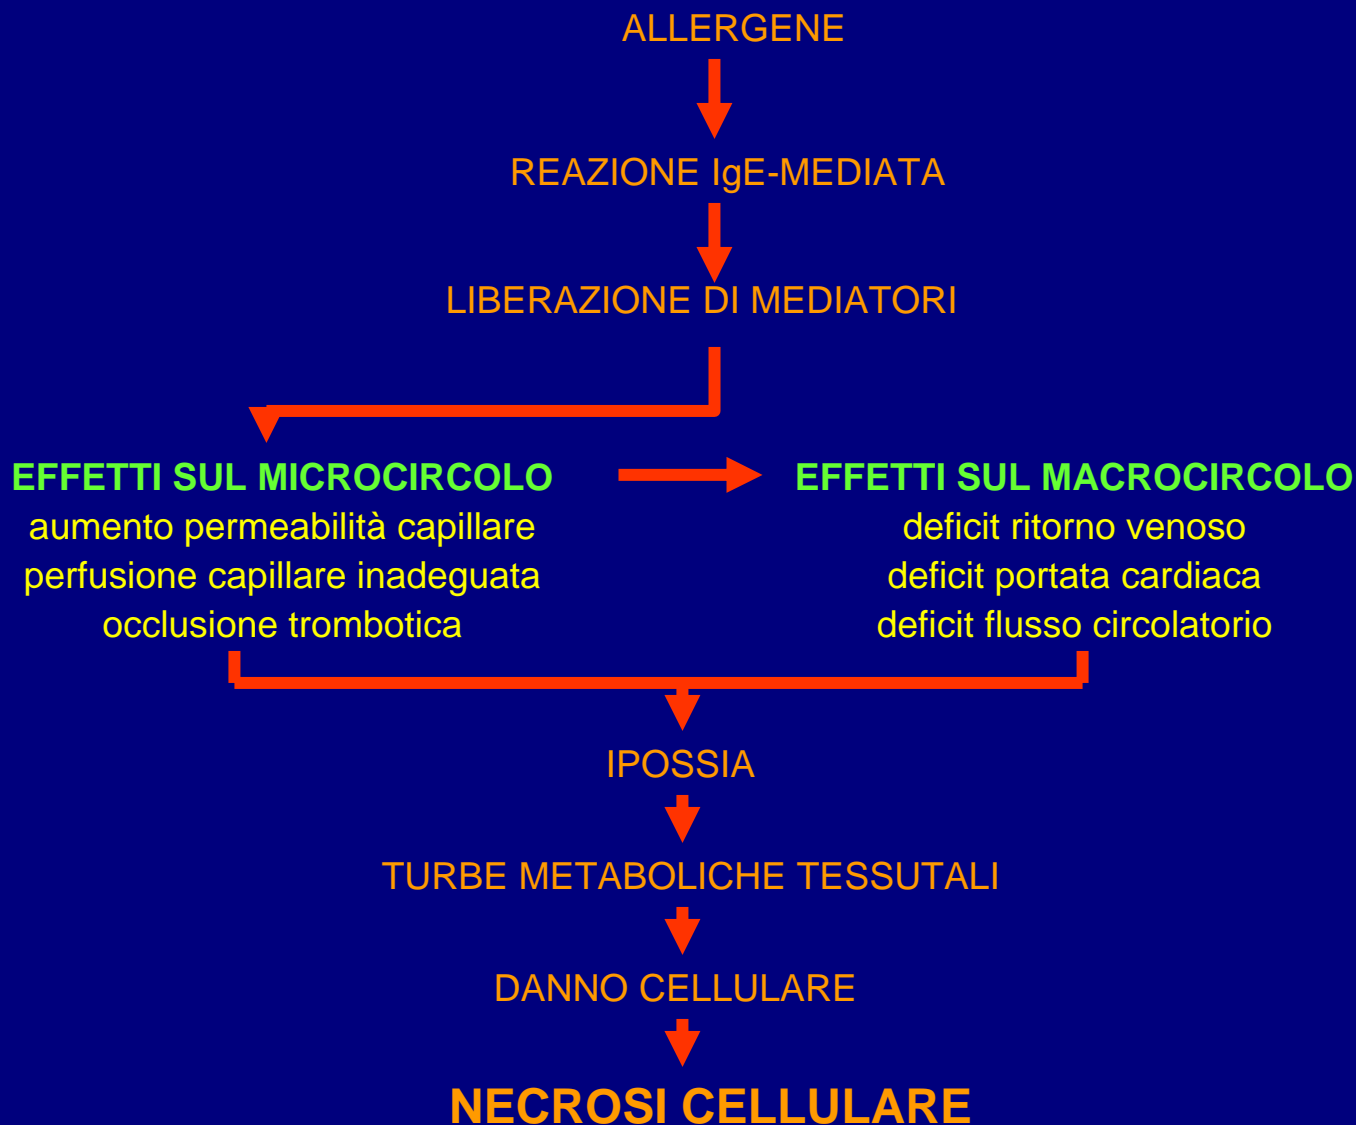 ALLERGENE
REAZIONE IgE-MEDIATA
LIBERAZIONE DI MEDIATORI
EFFETTI SUL MICROCIRCOLO
aumento permeabilità capillare
perfusione capillare inadeguata
occlusione trombotica
EFFETTI SUL MACROCIRCOLO
deficit ritorno venoso
deficit portata cardiaca
deficit flusso circolatorio
IPOSSIA
TURBE METABOLICHE TESSUTALI
DANNO CELLULARE
NECROSI CELLULARE